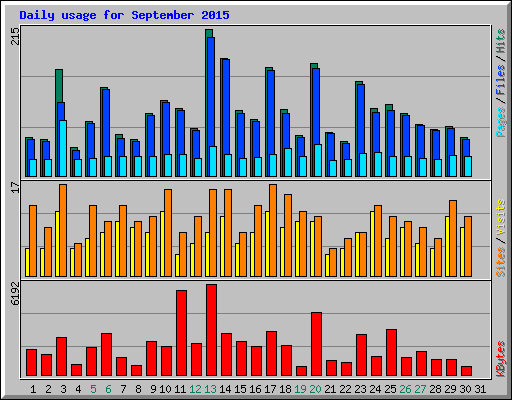 Daily usage for September 2015
215
Pages / Files / Hits
17
Sites / Visits
6192
KBytes
1 2 3 4 5 6 7 8 9 10 11 12 13 14 15 16 17 18 19 20 21 22 23 24 25 26 27 28 29 30 31